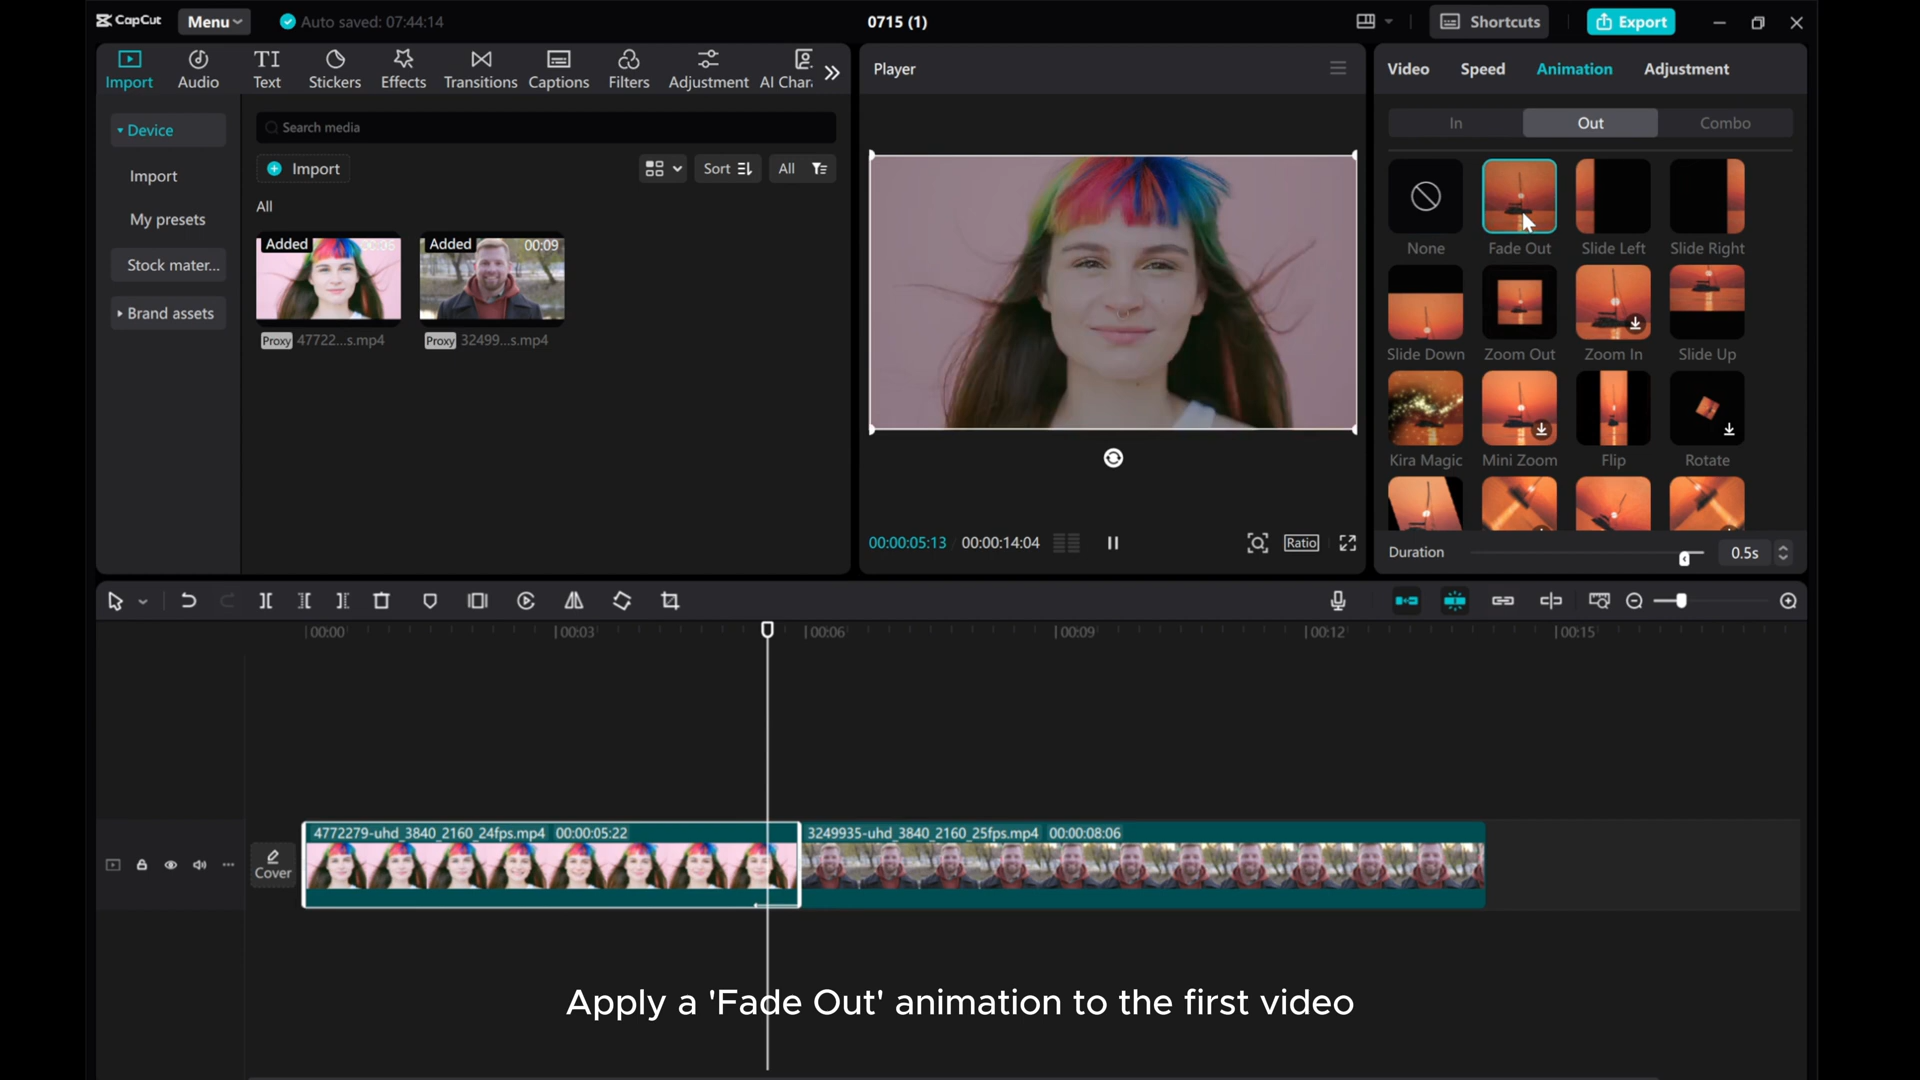 CapCut
Menu
Auto saved: 07:44:14
0715 (1)
Shortcuts
Export
Import
Audio
TI
Text
Stickers
Effects
Transitions
Captions
Filters
Adjustment
AI Char
Device
Import
My presets
Stock mater...
Brand assets
Search media
Import
Sort
All
All
Added
Added
00:09
Proxy
47722...s.mp4
Proxy
32499...s.mp4
Player
00:00:05:13
00:00:14:04
Ratio
Video
Speed
Animation
Adjustment
In
Out
Combo
None
Fade Out
Slide Left
Slide Right
Slide Down
Zoom Out
Zoom In
Slide Up
Kira Magic
Mini Zoom
Flip
Rotate
Duration
0.5s
00:00
00:03
00:06
00:09
00:12
00:15
Cover
4772279-uhd_3840_2160_24fps.mp4 00:00:05:22
3249935-uhd_3840_2160_25fps.mp4 00:00:08:06
Apply a 'Fade Out' animation to the first video